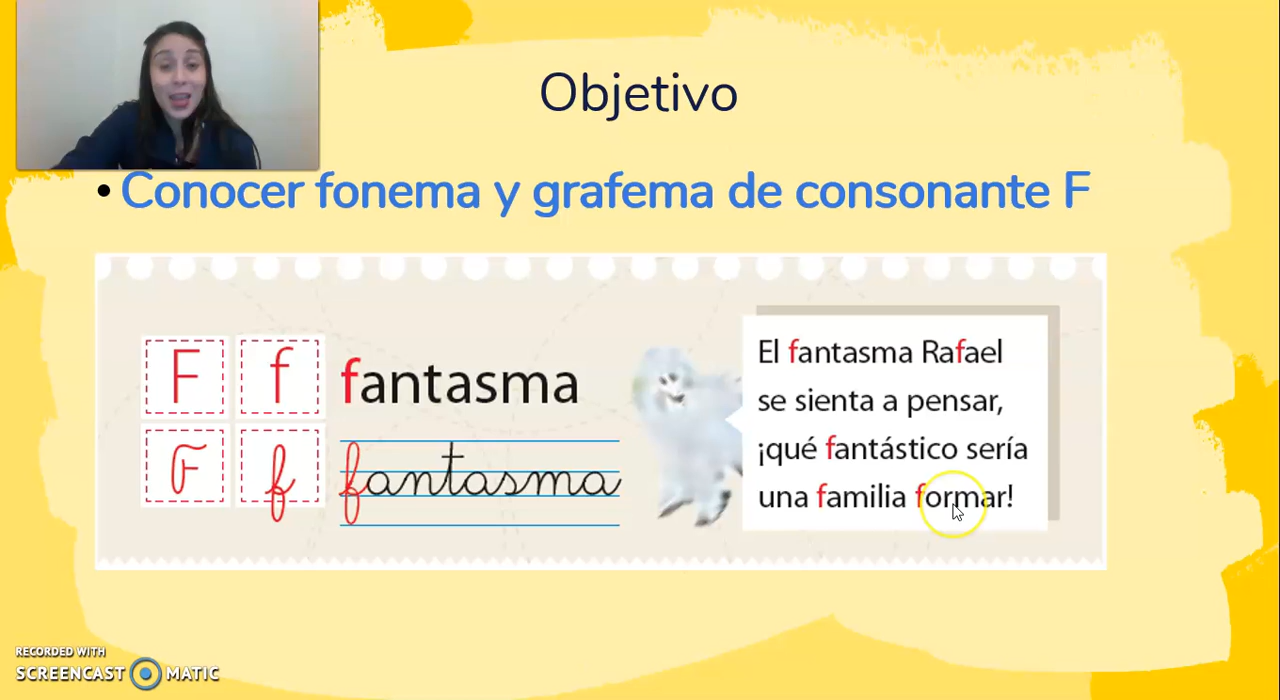 Objetivo
• Conocer fonema y grafema de consonante F
F f
fantasma
F f
fantasma
El fantasma Rafael
se sienta a pensar,
¡qué fantástico sería
una familia formar!
RECORDED WITH
SCREENCAST MATIC